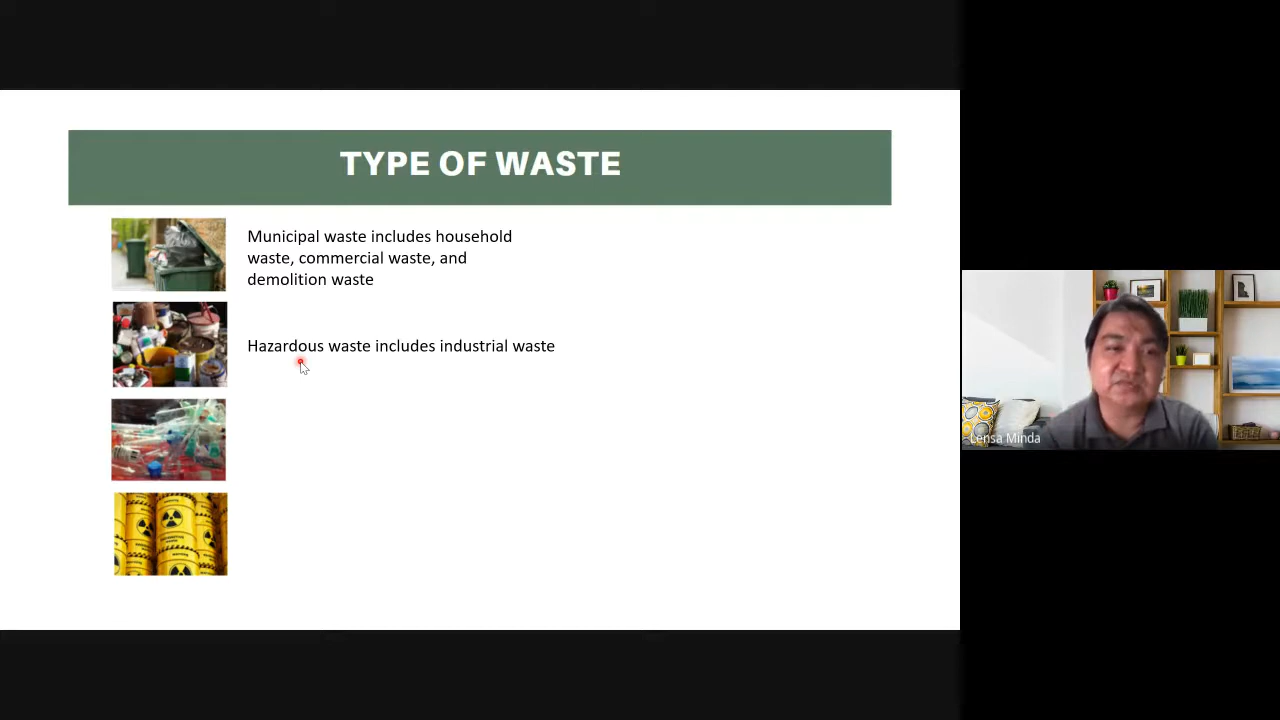 TYPE OF WASTE
Municipal waste includes household
waste, commercial waste, and
demolition waste
Hazardous waste includes industrial waste
Lensa Minda